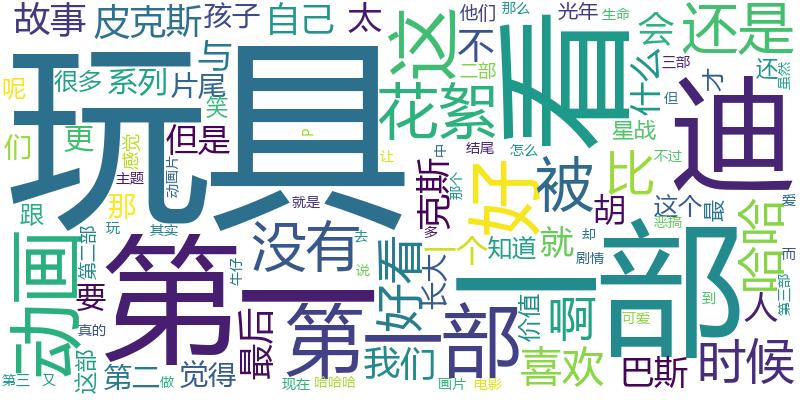 故事
皮克斯
孩子
自己
太
他们
那么
光年
生命
这
看
会
还是
与
不
什么
二部
三部
很多
系列
片尾
笑
呢
玩具
花絮
才
还
虽然
但
迪
星战
们
更
感觉
但是
P
让
中
结尾
怎么
不过
动画片
主题
克斯
那个
好
被
比
胡
这个
最
恶搞
爱
哈哈
那
就是
跟
玩
其实
第一部
没有
去
说
多
一个
知道
就
却
剧情
而
第三部
动画
第二部
要
牛仔
好看
长大
一部
价值
啊
可爱
到
人
真的
最后
第一部
我们
喜欢
巴斯
时候
这部
第二
做
觉得
第三
又
现在
哈哈哈
画片
电影